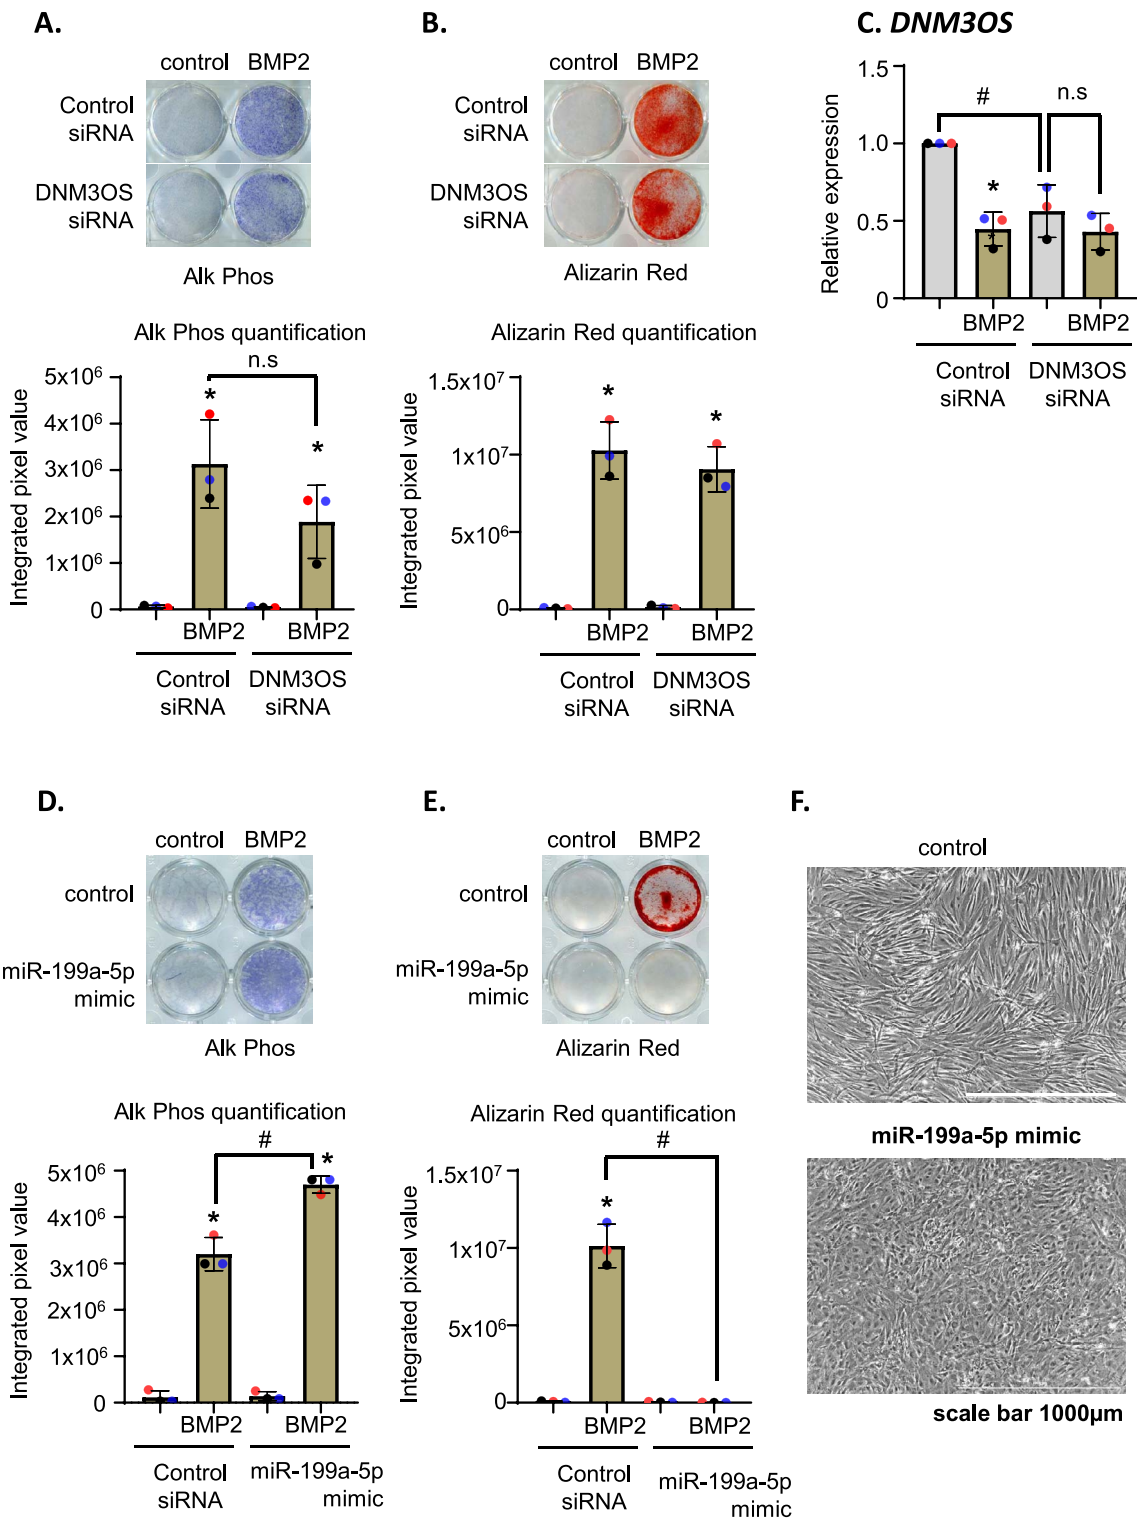 A.
control BMP2
Control
siRNA
DNM3OS
siRNA
Alk Phos
Alk Phos quantification
n.s
Integrated pixel value
5x10⁶
4x10⁶
3x10⁶
2x10⁶
1x10⁶
0
*
*
BMP2 BMP2
Control
siRNA
DNM3OS
siRNA
B.
control BMP2
Control
siRNA
DNM3OS
siRNA
Alizarin Red
Alizarin Red quantification
Integrated pixel value
1.5x10⁷
1x10⁷
5x10⁶
0
*
*
BMP2 BMP2
Control
siRNA
DNM3OS
siRNA
C. DNM3OS
Relative expression
1.5
1.0
0.5
0
#
n.s
*
*
BMP2 BMP2
Control
siRNA
DNM3OS
siRNA
D.
control BMP2
control
miR-199a-5p
mimic
Alk Phos
Alk Phos quantification
#
Integrated pixel value
5x10⁶
4x10⁶
3x10⁶
2x10⁶
1x10⁶
0
*
*
BMP2 BMP2
Control
siRNA
miR-199a-5p
mimic
E.
control BMP2
control
miR-199a-5p
mimic
Alizarin Red
Alizarin Red quantification
#
Integrated pixel value
1.5x10⁷
1x10⁷
5x10⁶
0
*
BMP2 BMP2
Control
siRNA
miR-199a-5p
mimic
F.
control
miR-199a-5p mimic
scale bar 1000µm